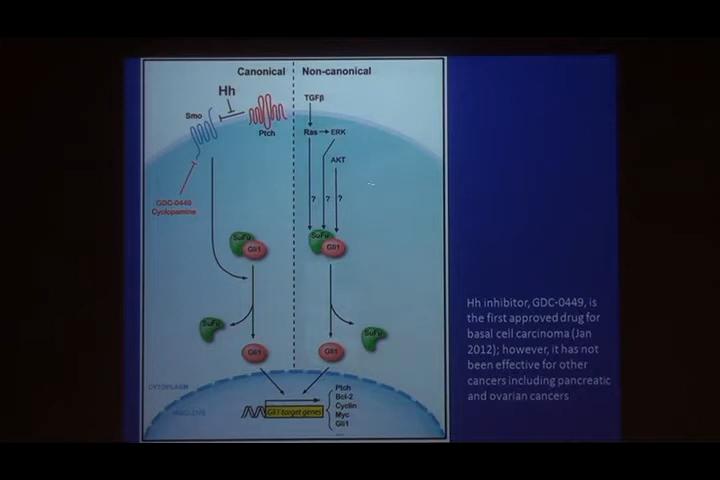 Canonical
Non-canonical
Hh
Smo
Ptch
TGFβ
Ras
ERK
AKT
GDC-0449
Cyclopamine
? ? ?
SuFu
Gli1
SuFu
Gli1
SuFu
Gli1
Gli1
SuFu
CYTOPLASM
NUCLEUS
Gli1 target genes
Ptch
Bcl-2
Cyclin
Myc
Gli1
....
Hh inhibitor, GDC-0449, is
the first approved drug for
basal cell carcinoma (Jan
2012); however, it has not
been effective for other
cancers including pancreatic
and ovarian cancers